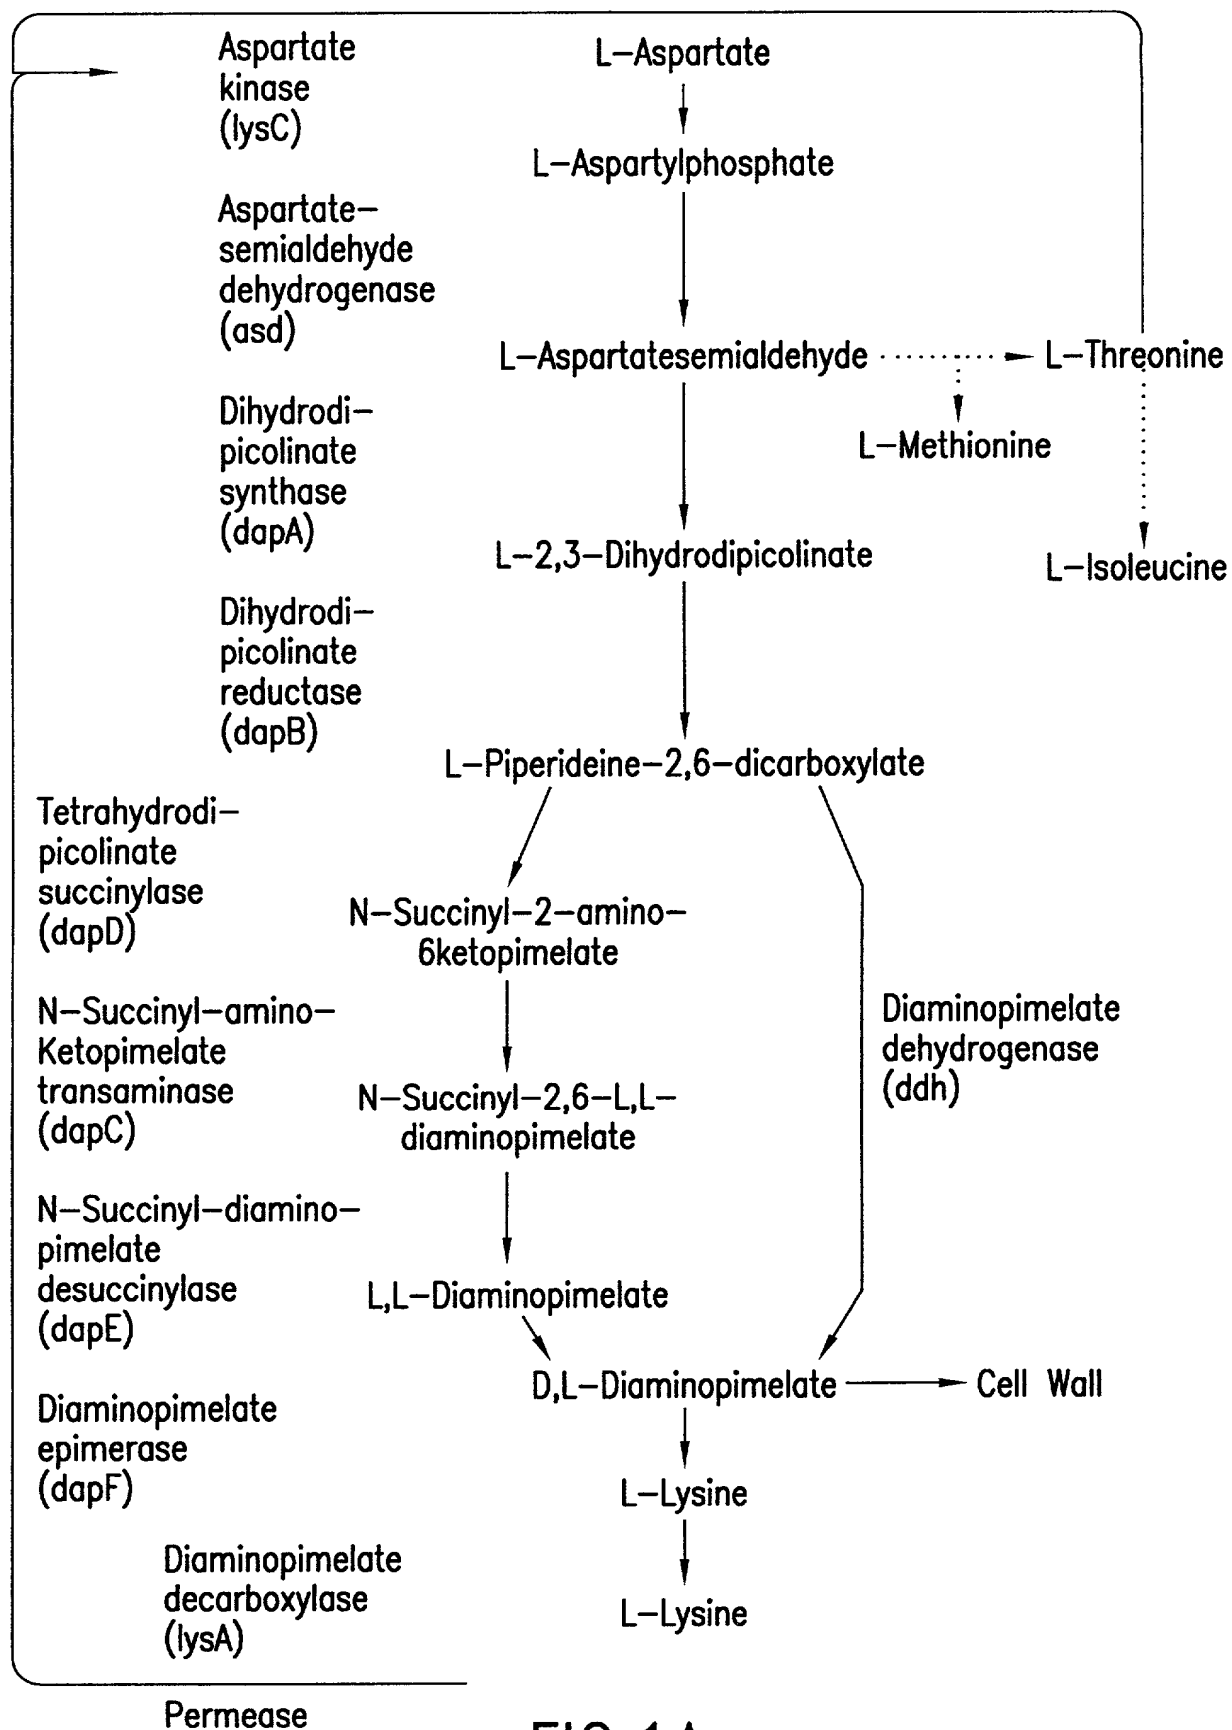 Aspartate
kinase
(lysC)
L-Aspartate
L-Aspartylphosphate
Aspartate-
semialdehyde
dehydrogenase
(asd)
L-Aspartatesemialdehyde
L-Threonine
L-Methionine
L-Isoleucine
Dihydrodi-
picolinate
synthase
(dapA)
L-2,3-Dihydrodipicolinate
Dihydrodi-
picolinate
reductase
(dapB)
L-Piperideine-2,6-dicarboxylate
Tetrahydrodi-
picolinate
succinylase
(dapD)
N-Succinyl-2-amino-
6ketopimelate
N-Succinyl-amino-
Ketopimelate
transaminase
(dapC)
N-Succinyl-2,6-L,L-
diaminopimelate
Diaminopimelate
dehydrogenase
(ddh)
N-Succinyl-diamino-
pimelate
desuccinylase
(dapE)
L,L-Diaminopimelate
D,L-Diaminopimelate
Cell Wall
Diaminopimelate
epimerase
(dapF)
L-Lysine
Diaminopimelate
decarboxylase
(lysA)
L-Lysine
Permease
FIG. 1A